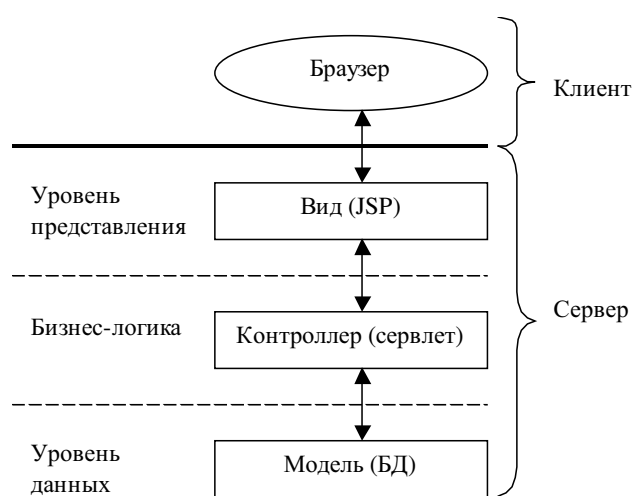 Браузер
Клиент
Уровень
представления
Вид (JSP)
Бизнес-логика
Контроллер (сервлет)
Сервер
Уровень
данных
Модель (БД)